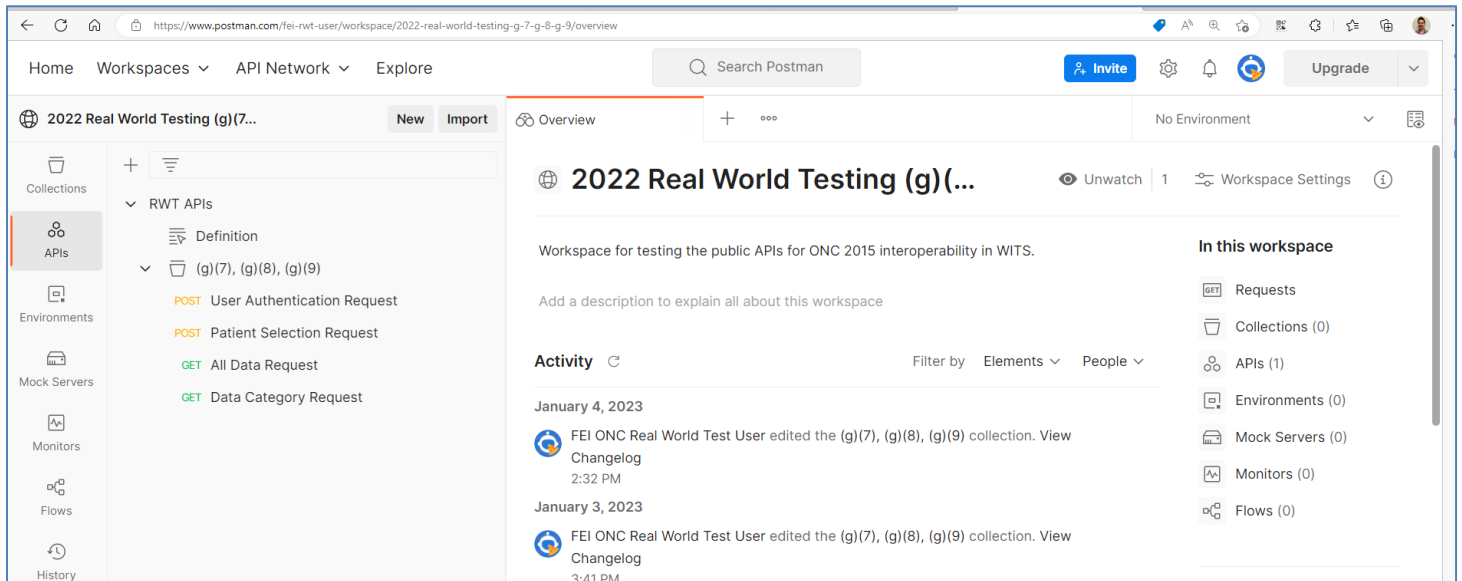 https://www.postman.com/fei-rwt-user/workspace/2022-real-world-testing-g-7-g-8-g-9/overview
Home Workspaces API Network Explore
Search Postman
Invite
Upgrade
2022 Real World Testing (g)(7...
New Import
Overview
No Environment
Collections
APIs
Environments
Mock Servers
Monitors
Flows
History
RWT APIs
Definition
(g)(7), (g)(8), (g)(9)
POST User Authentication Request
POST Patient Selection Request
GET All Data Request
GET Data Category Request
2022 Real World Testing (g)(...
Unwatch 1 Workspace Settings
Workspace for testing the public APIs for ONC 2015 interoperability in WITS.
Add a description to explain all about this workspace
Activity
Filter by Elements People
January 4, 2023
FEI ONC Real World Test User edited the (g)(7), (g)(8), (g)(9) collection. View
Changelog
2:32 PM
January 3, 2023
FEI ONC Real World Test User edited the (g)(7), (g)(8), (g)(9) collection. View
Changelog
3:41 PM
In this workspace
GET Requests
Collections (0)
APIs (1)
Environments (0)
Mock Servers (0)
Monitors (0)
Flows (0)